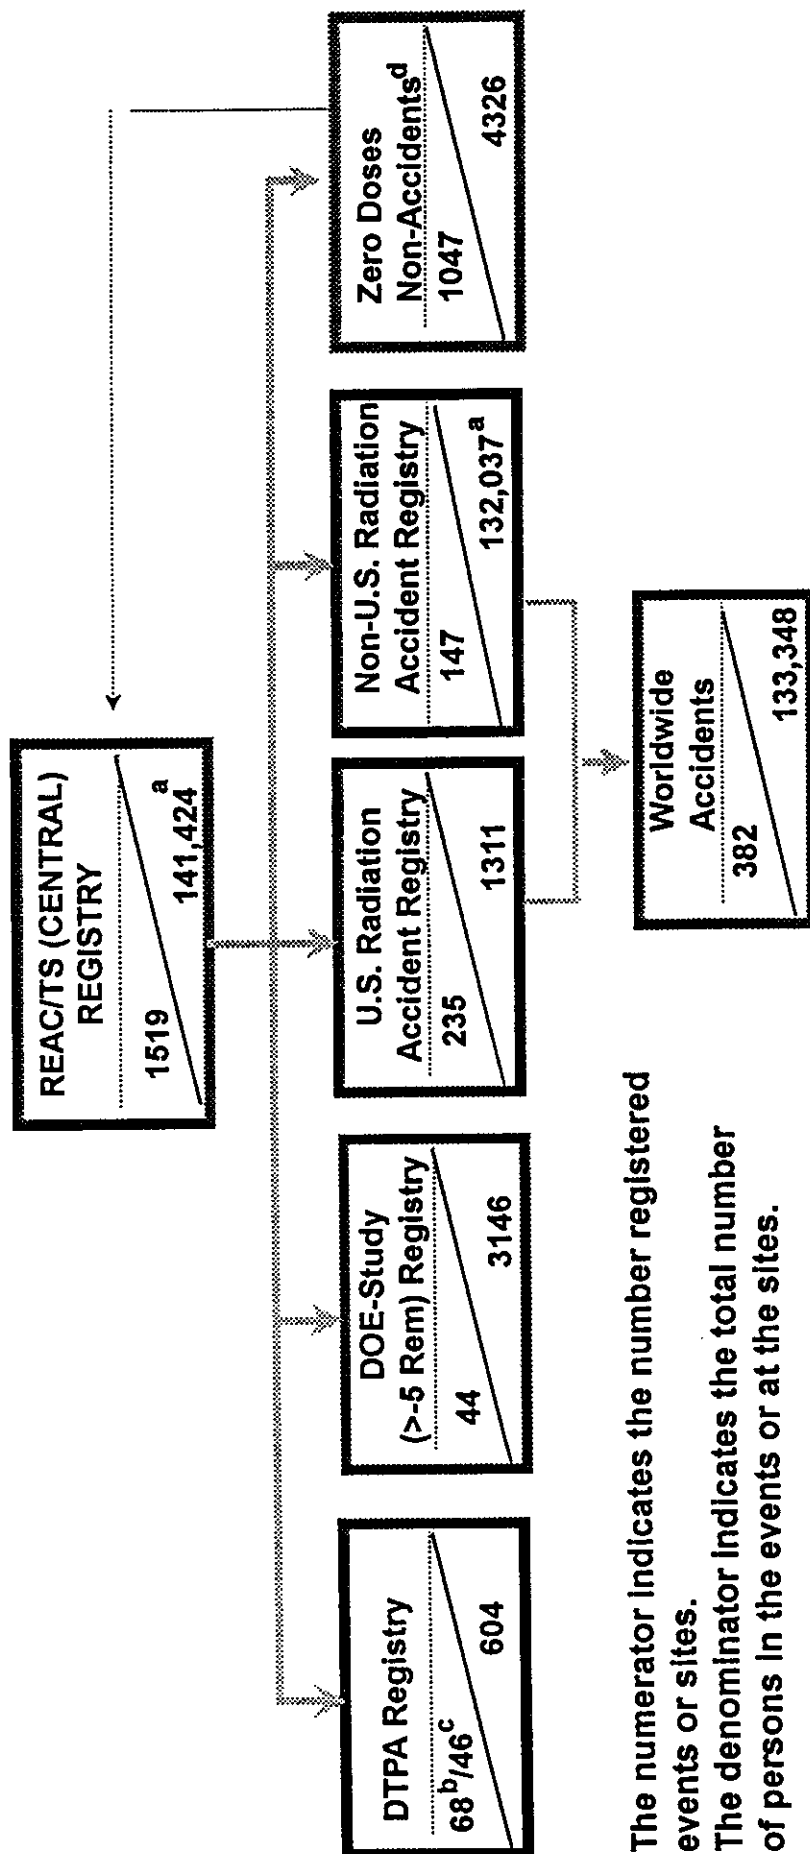 REAC/TS (CENTRAL)
REGISTRY
1519
141,424 a
DTPA Registry
68b/46c
604
DOE-Study
(>-5 Rem) Registry
44
3146
U.S. Radiation
Accident Registry
235
1311
Non-U.S. Radiation
Accident Registry
147
132,037a
Zero Doses
Non-Accidentsd
1047
4326
Worldwide
Accidents
382
133,348
The numerator indicates the number registered
events or sites.
The denominator indicates the total number
of persons in the events or at the sites.